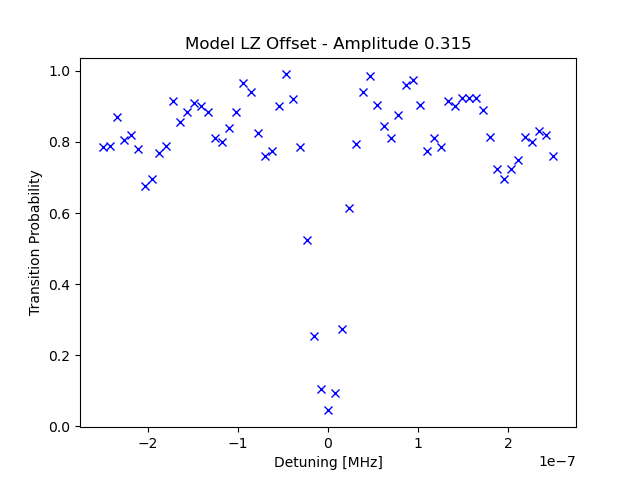 Model LZ Offset - Amplitude 0.315
1.0
0.8
0.6
0.4
0.2
0.0
Transition Probability
−2
−1
0
1
2
1e−7
Detuning [MHz]